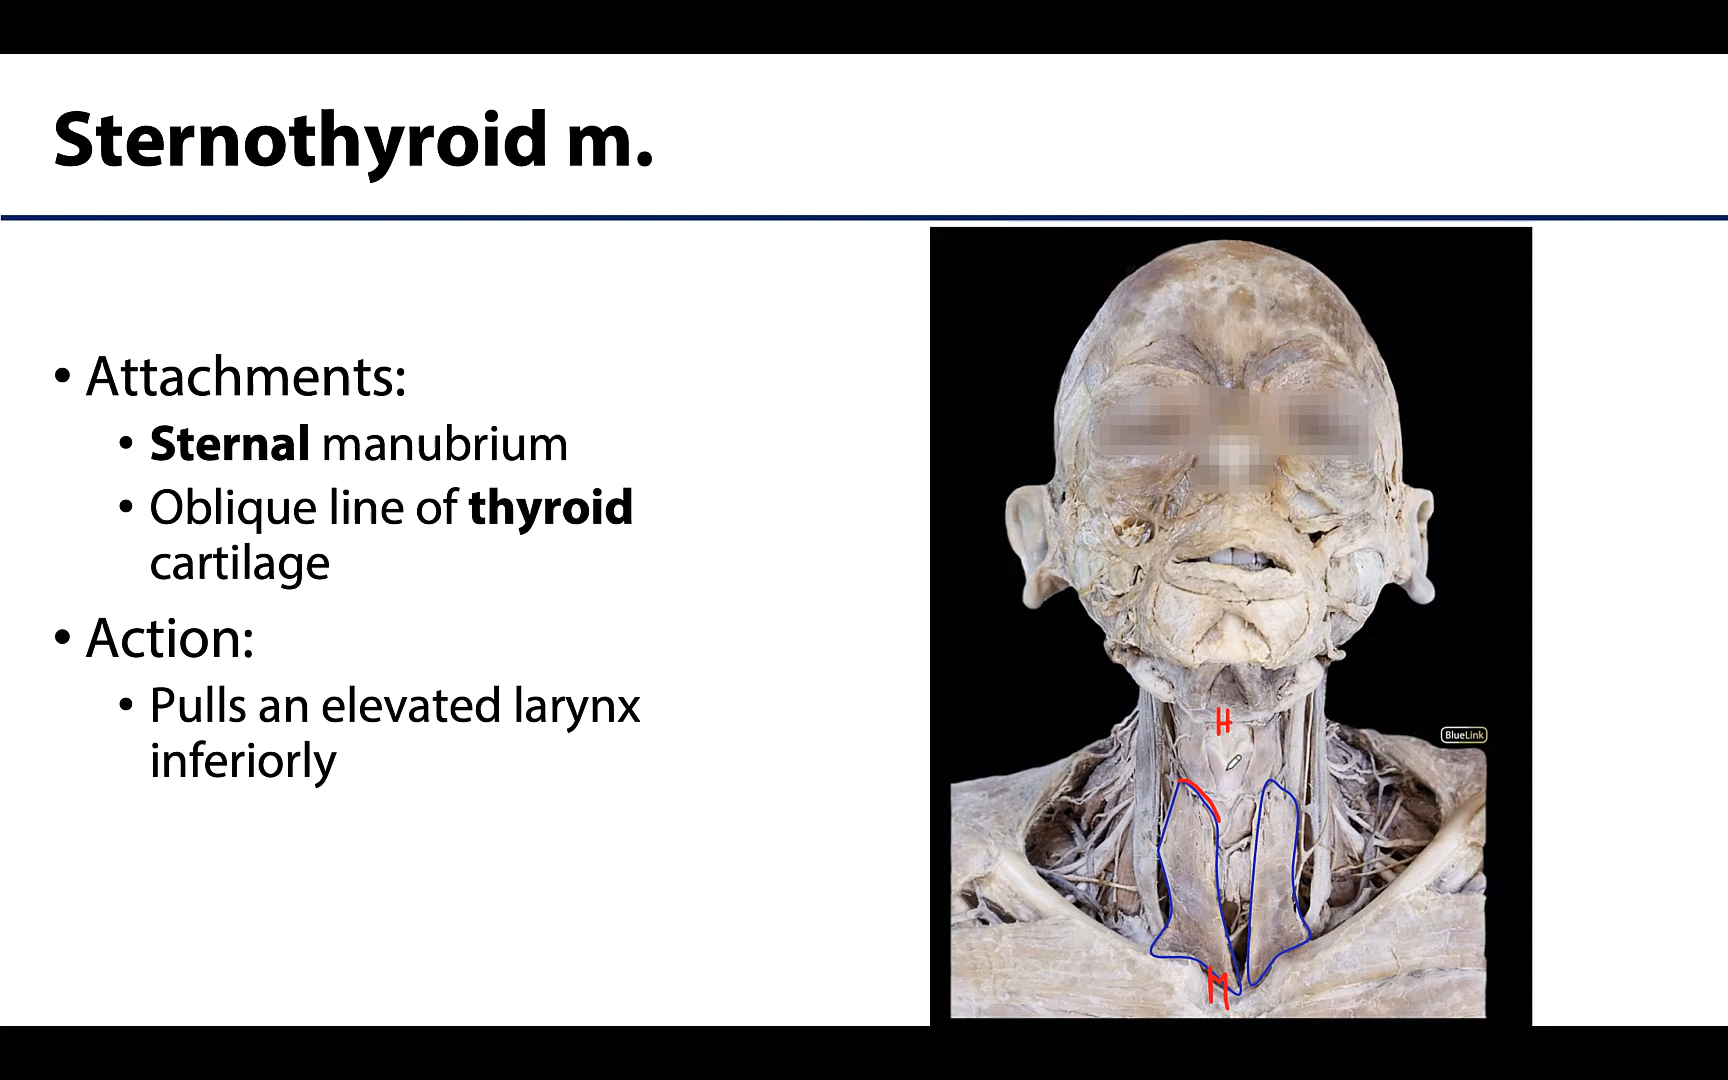 Sternothyroid m.
• Attachments:
• Sternal manubrium
• Oblique line of thyroid
cartilage
• Action:
• Pulls an elevated larynx
inferiorly
H
BlueLink
M